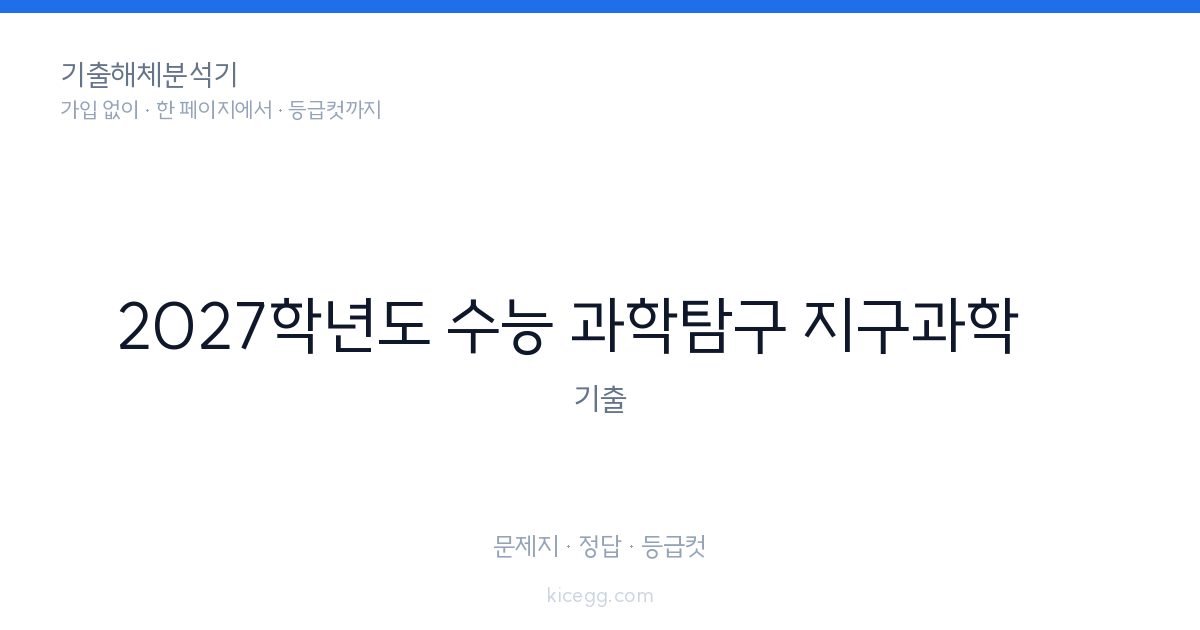 기출해체분석기
가입 없이 · 한 페이지에서 · 등급컷까지
2027학년도 수능 과학탐구 지구과학
기출
문제지 · 정답 · 등급컷
kicegg.com